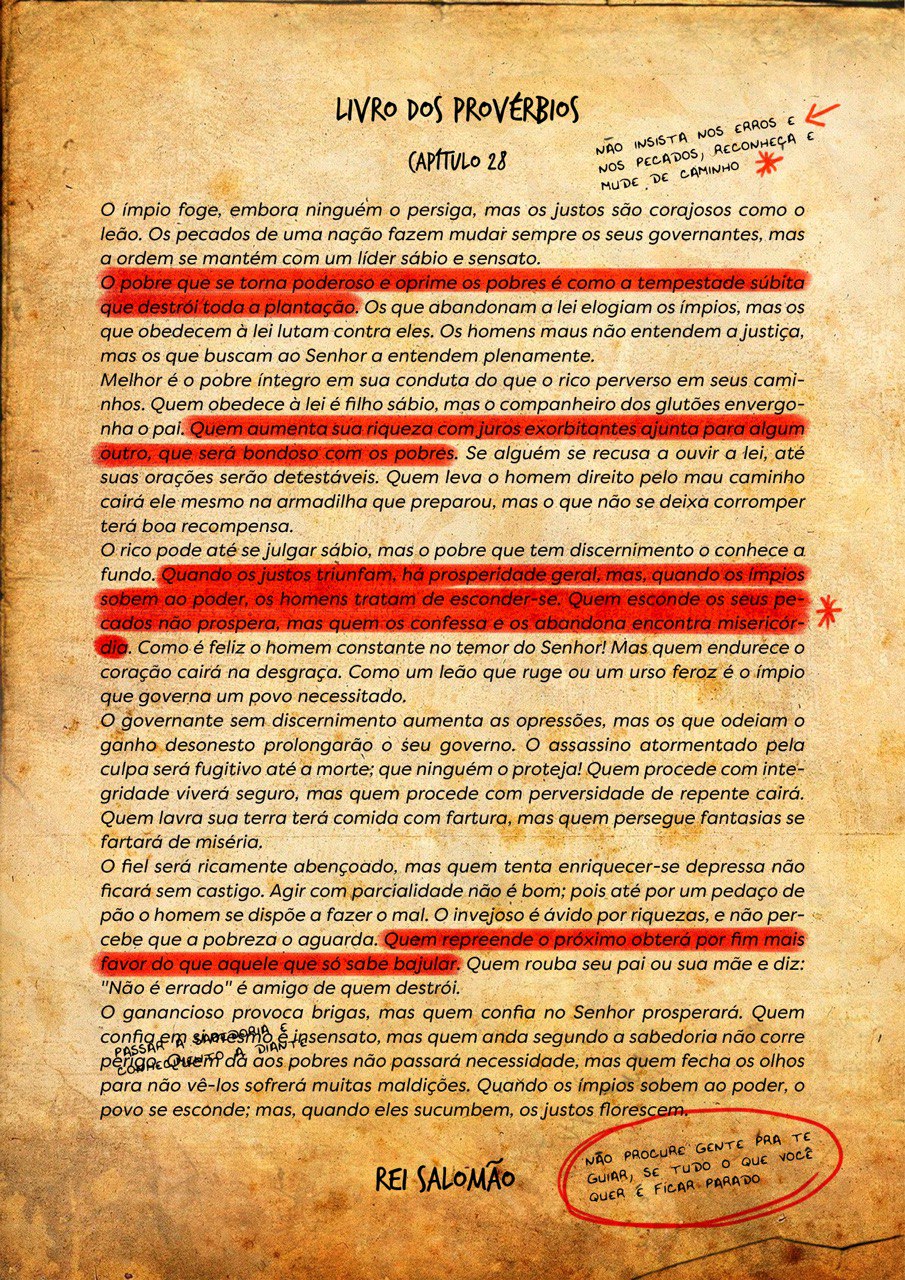 LIVRO DOS PROVÉRBIOS
CAPÍTULO 28
NÃO INSISTA NOS ERROS E
NOS PECADOS, RECONHEÇA E
MUDE DE CAMINHO
O ímpio foge, embora ninguém o persiga, mas os justos são corajosos como o
leão. Os pecados de uma nação fazem mudar sempre os seus governantes, mas
a ordem se mantém com um líder sábio e sensato.
O pobre que se torna poderoso e oprime os pobres é como a tempestade súbita
que destrói toda a plantação. Os que abandonam a lei elogiam os ímpios, mas os
que obedecem à lei lutam contra eles. Os homens maus não entendem a justiça,
mas os que buscam ao Senhor a entendem plenamente.
Melhor é o pobre íntegro em sua conduta do que o rico perverso em seus cami-
nhos. Quem obedece à lei é filho sábio, mas o companheiro dos glutões envergo-
nha o pai. Quem aumenta sua riqueza com juros exorbitantes ajunta para algum
outro, que será bondoso com os pobres. Se alguém se recusa a ouvir a lei, até
suas orações serão detestáveis. Quem leva o homem direito pelo mau caminho
cairá ele mesmo na armadilha que preparou, mas o que não se deixa corromper
terá boa recompensa.
O rico pode até se julgar sábio, mas o pobre que tem discernimento o conhece a
fundo. Quando os justos triunfam, há prosperidade geral, mas, quando os ímpios
sobem ao poder, os homens tratam de esconder-se. Quem esconde os seus pe-
cados não prospera, mas quem os confessa e os abandona encontra misericór-
dia. Como é feliz o homem constante no temor do Senhor! Mas quem endurece o
coração cairá na desgraça. Como um leão que ruge ou um urso feroz é o ímpio
que governa um povo necessitado.
O governante sem discernimento aumenta as opressões, mas os que odeiam o
ganho desonesto prolongarão o seu governo. O assassino atormentado pela
culpa será fugitivo até a morte; que ninguém o proteja! Quem procede com inte-
gridade viverá seguro, mas quem procede com perversidade de repente cairá.
Quem lavra sua terra terá comida com fartura, mas quem persegue fantasias se
fartará de miséria.
O fiel será ricamente abençoado, mas quem tenta enriquecer-se depressa não
ficará sem castigo. Agir com parcialidade não é bom; pois até por um pedaço de
pão o homem se dispõe a fazer o mal. O invejoso é ávido por riquezas, e não per-
cebe que a pobreza o aguarda. Quem repreende o próximo obterá por fim mais
favor do que aquele que só sabe bajular. Quem rouba seu pai ou sua mãe e diz:
"Não é errado" é amigo de quem destrói.
O ganancioso provoca brigas, mas quem confia no Senhor prosperará. Quem
confia em si mesmo é insensato, mas quem anda segundo a sabedoria não corre
perigo. Quem dá aos pobres não passará necessidade, mas quem fecha os olhos
para não vê-los sofrerá muitas maldições. Quando os ímpios sobem ao poder, o
povo se esconde; mas, quando eles sucumbem, os justos florescem.
PASSAR A SABEDORIA E
CONHECIMENTO A DIANTE
REI SALOMÃO
NÃO PROCURE GENTE PRA TE
GUIAR, SE TUDO O QUE VOCÊ
QUER É FICAR PARADO